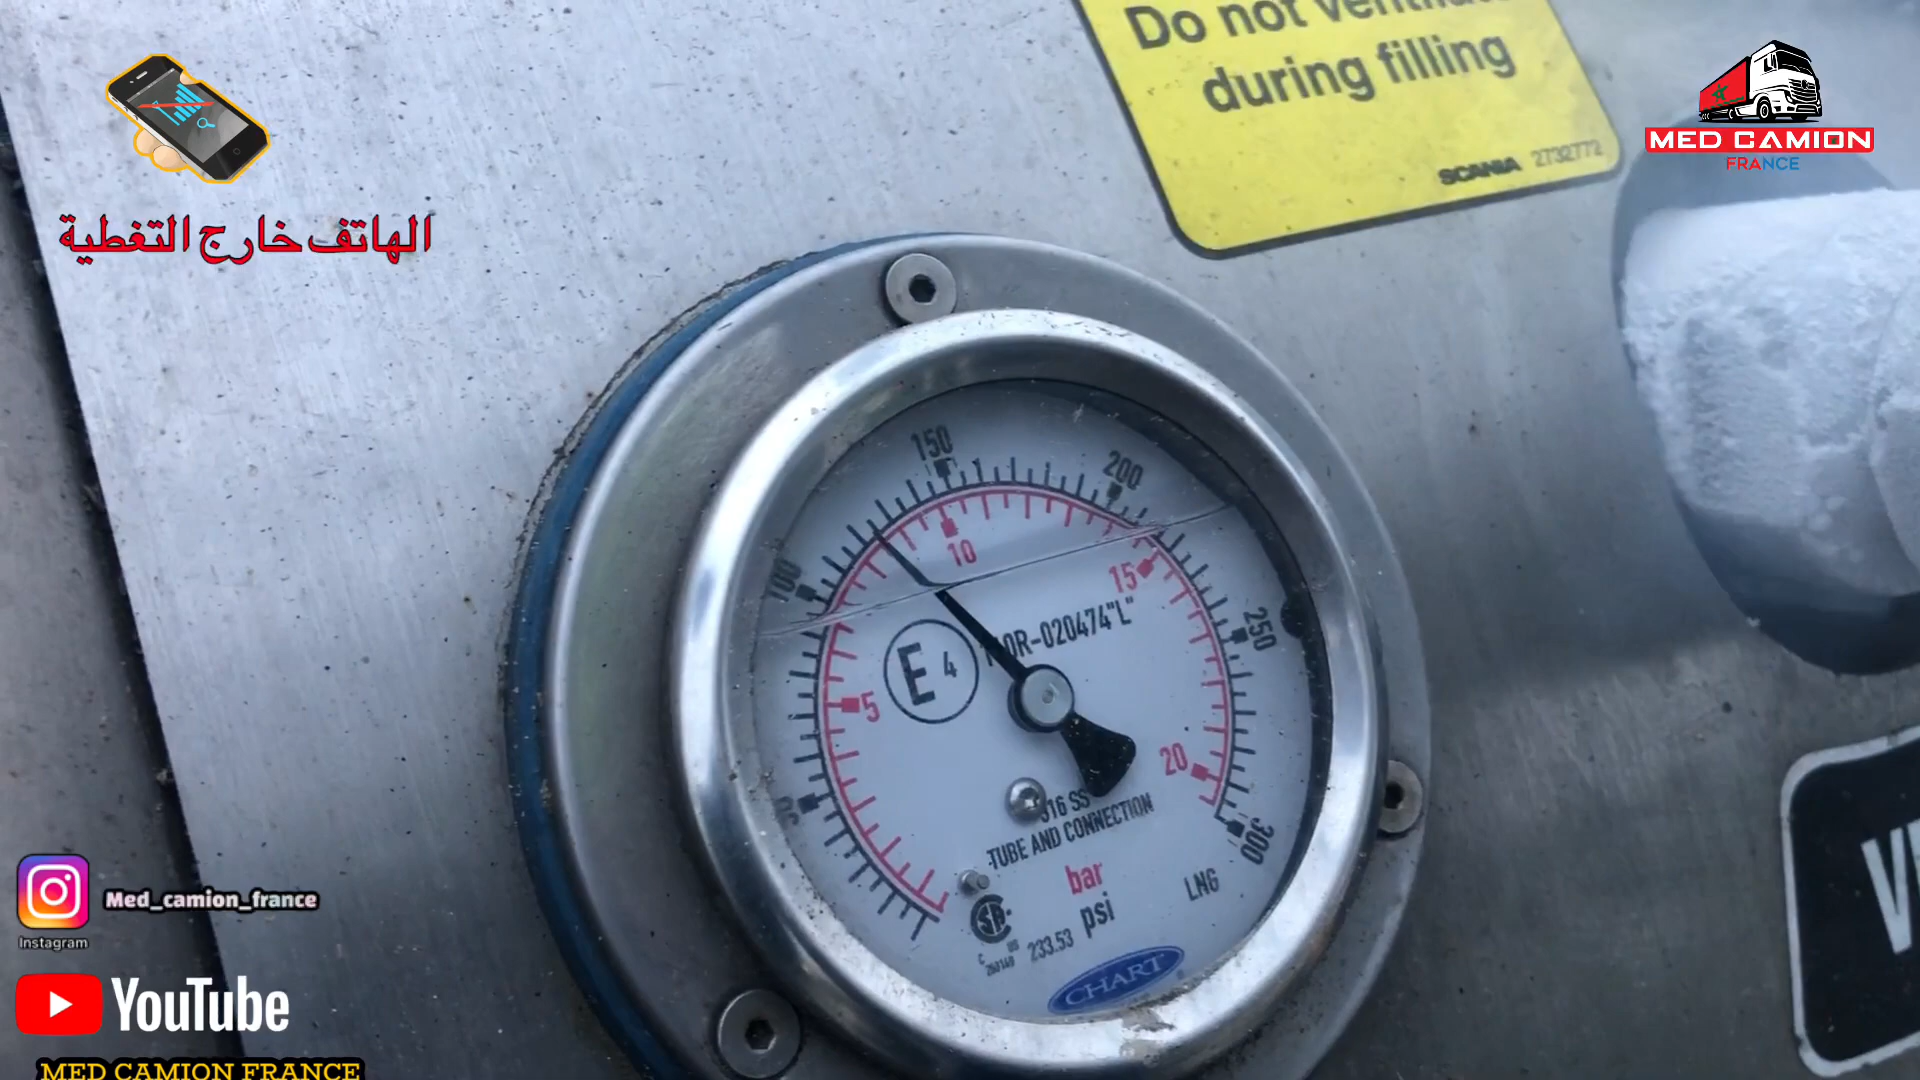 Do not
during filling
SCANIA 2732772
MED CAMION
FRANCE
الهاتف خارج التغطية
150
200
100
10
15
250
110R-020474"L"
E 4
5
20
50
300
316 SS
TUBE AND CONNECTION
bar
psi
LNG
233.53
CHART
Med_camion_france
Instagram
YouTube
MED CAMION FRANCE